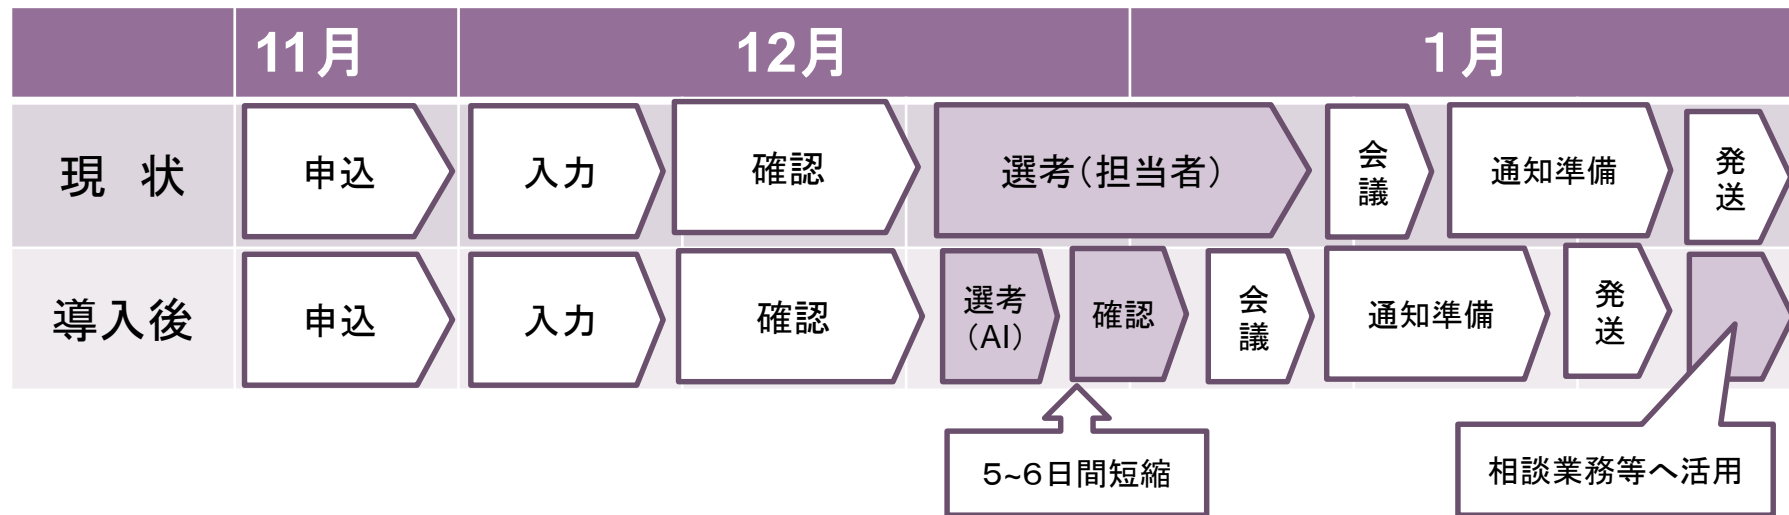 11月
12月
１月
現　状
申込
入力
確認
選考（担当者）
会
議
通知準備
発
送
導入後
申込
入力
確認
選考
（AI）
確認
会
議
通知準備
発
送
５~６日間短縮
相談業務等へ活用